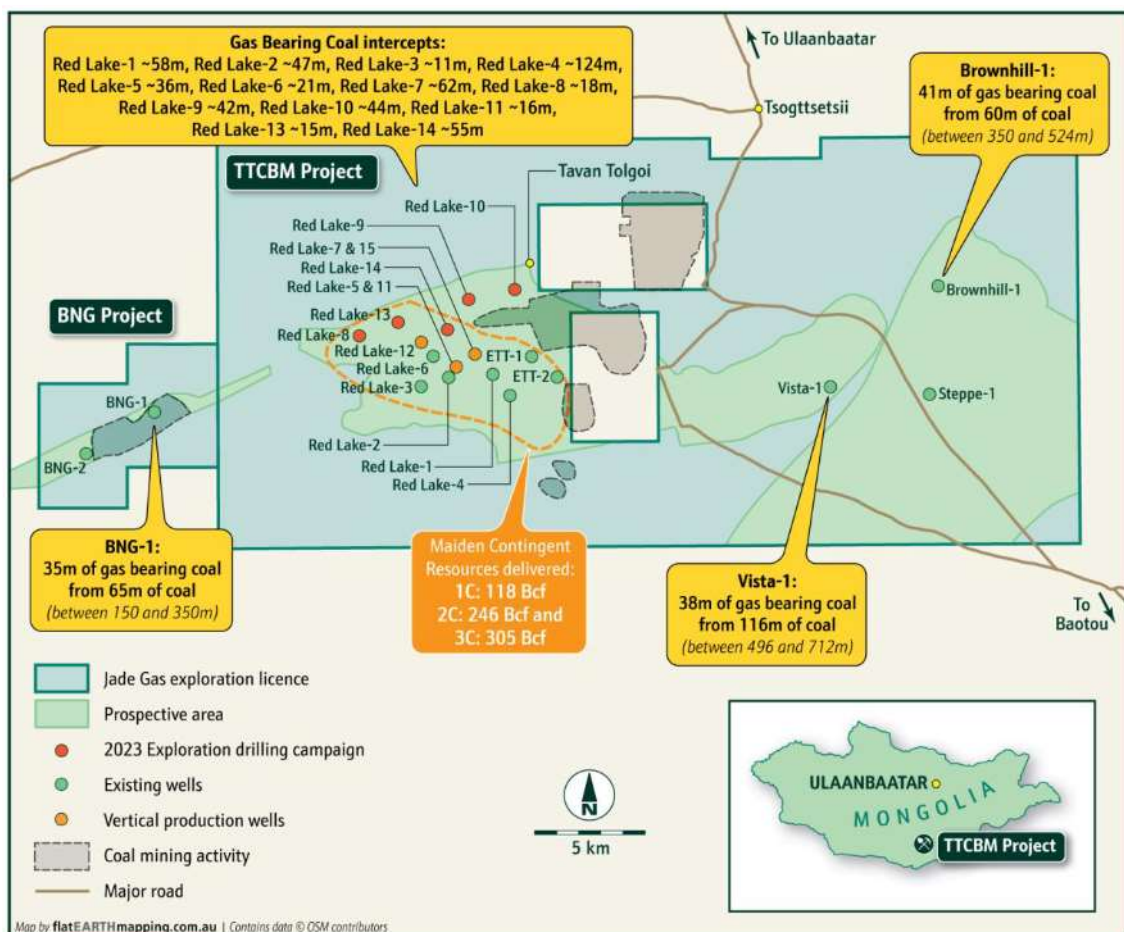 Gas Bearing Coal intercepts:
Red Lake-1 ~58m, Red Lake-2 ~47m, Red Lake-3 ~11m, Red Lake-4 ~124m,
Red Lake-5 ~36m, Red Lake-6 ~21m, Red Lake-7 ~62m, Red Lake-8 ~18m,
Red Lake-9 ~42m, Red Lake-10 ~44m, Red Lake-11 ~16m,
Red Lake-13 ~15m, Red Lake-14 ~55m
To Ulaanbaatar
Tsogttsetsii
Brownhill-1:
41m of gas bearing coal
from 60m of coal
(between 350 and 524m)
TTCBM Project
Tavan Tolgoi
Red Lake-10
Red Lake-9
Red Lake-7 & 15
Red Lake-14
Red Lake-5 & 11
Red Lake-13
Red Lake-8
Red Lake-12
Red Lake-6
Red Lake-3
ETT-1
ETT-2
Brownhill-1
BNG Project
BNG-1
BNG-2
Vista-1
Steppe-1
Red Lake-2
Red Lake-1
Red Lake-4
BNG-1:
35m of gas bearing coal
from 65m of coal
(between 150 and 350m)
Maiden Contingent
Resources delivered:
1C: 118 Bcf
2C: 246 Bcf and
3C: 305 Bcf
Vista-1:
38m of gas bearing coal
from 116m of coal
(between 496 and 712m)
To
Baotou
Jade Gas exploration licence
Prospective area
2023 Exploration drilling campaign
Existing wells
Vertical production wells
Coal mining activity
Major road
N
5 km
ULAANBAATAR
MONGOLIA
TTCBM Project
Map by flatEARTHmapping.com.au | Contains data © OSM contributors